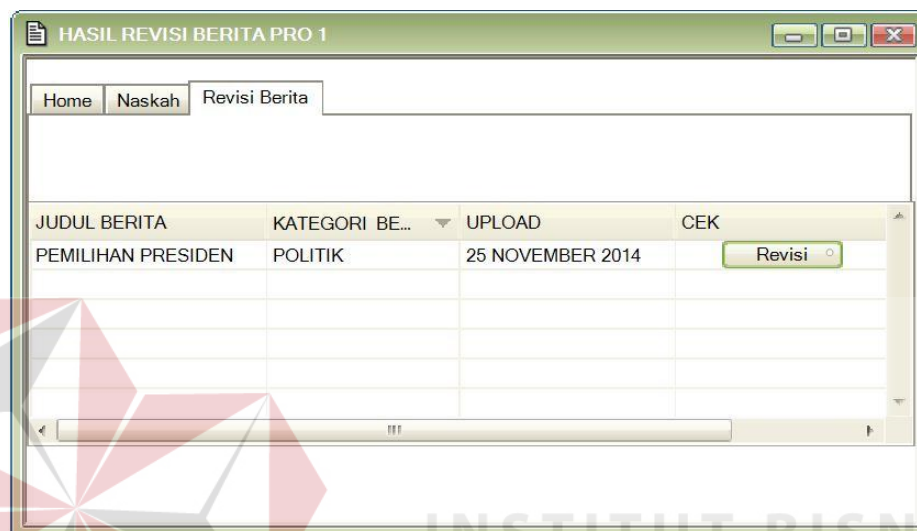 HASIL REVISI BERITA PRO 1
Home Naskah Revisi Berita
JUDUL BERITA KATEGORI BE... UPLOAD CEK
PEMILIHAN PRESIDEN POLITIK 25 NOVEMBER 2014 Revisi
INSTITUT BISN